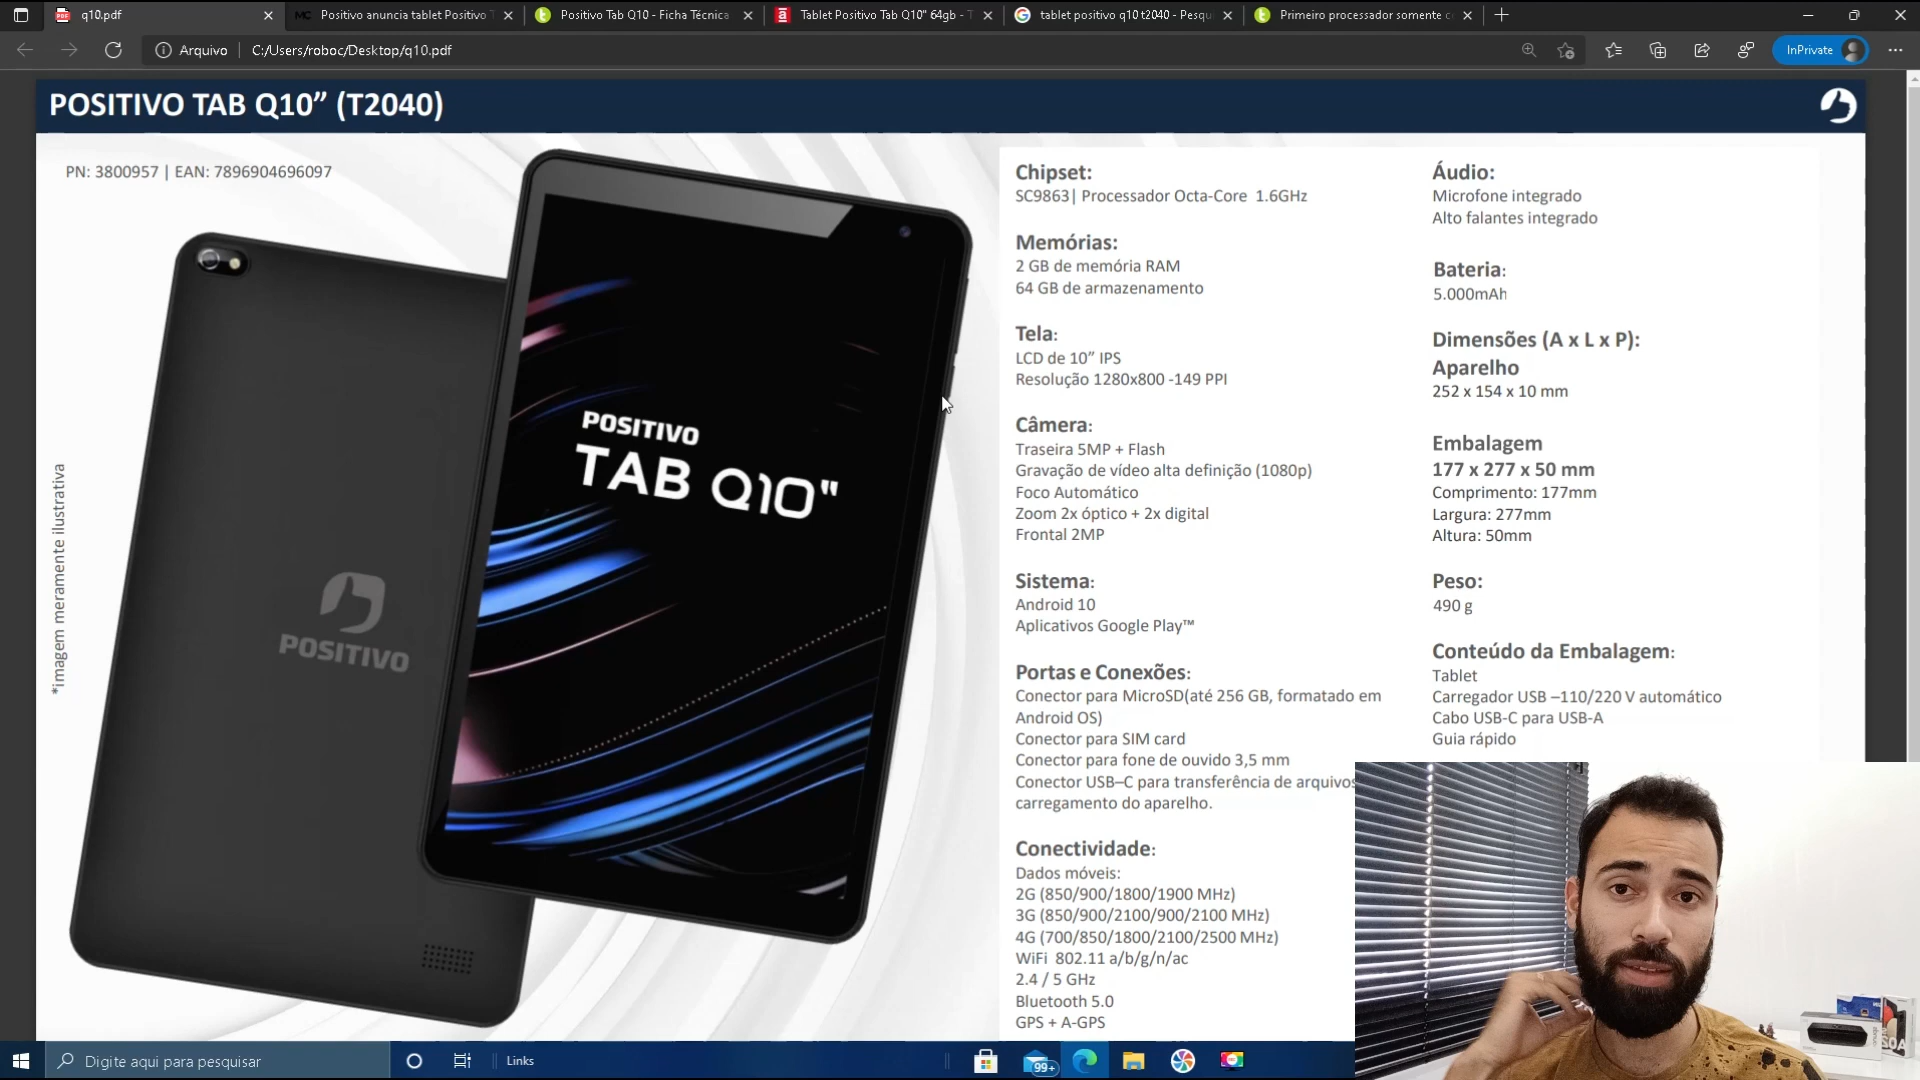 q10.pdf
Positivo anuncia tablet Positivo T
Positivo Tab Q10 - Ficha Técnica
Tablet Positivo Tab Q10" 64gb - T
tablet positivo q10 t2040 - Pesqu
Primeiro processador somente c
Arquivo
C:/Users/roboc/Desktop/q10.pdf
InPrivate
POSITIVO TAB Q10” (T2040)
PN: 3800957 | EAN: 7896904696097
*imagem meramente ilustrativa
POSITIVO
POSITIVO
TAB Q10"
Chipset:
SC9863| Processador Octa-Core 1.6GHz
Memórias:
2 GB de memória RAM
64 GB de armazenamento
Tela:
LCD de 10” IPS
Resolução 1280x800 -149 PPI
Câmera:
Traseira 5MP + Flash
Gravação de vídeo alta definição (1080p)
Foco Automático
Zoom 2x óptico + 2x digital
Frontal 2MP
Sistema:
Android 10
Aplicativos Google Play™
Portas e Conexões:
Conector para MicroSD(até 256 GB, formatado em
Android OS)
Conector para SIM card
Conector para fone de ouvido 3,5 mm
Conector USB–C para transferência de arquivos
carregamento do aparelho.
Conectividade:
Dados móveis:
2G (850/900/1800/1900 MHz)
3G (850/900/2100/900/2100 MHz)
4G (700/850/1800/2100/2500 MHz)
WiFi 802.11 a/b/g/n/ac
2.4 / 5 GHz
Bluetooth 5.0
GPS + A-GPS
Áudio:
Microfone integrado
Alto falantes integrado
Bateria:
5.000mAh
Dimensões (A x L x P):
Aparelho
252 x 154 x 10 mm
Embalagem
177 x 277 x 50 mm
Comprimento: 177mm
Largura: 277mm
Altura: 50mm
Peso:
490 g
Conteúdo da Embalagem:
Tablet
Carregador USB –110/220 V automático
Cabo USB-C para USB-A
Guia rápido
Digite aqui para pesquisar
Links
99+